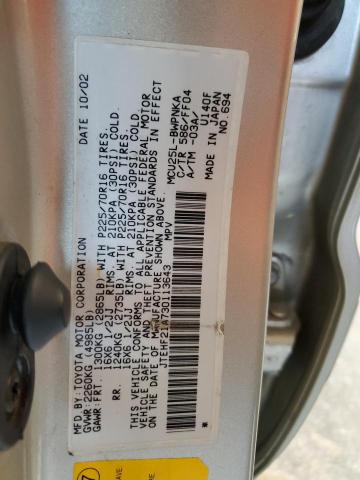 MFD.BY:TOYOTA MOTOR CORPORATION DATE 10/02
GVWR:2260KG (4985LB)
GAWR:FRT. 1300KG (2865LB) WITH P225/70R16 TIRES.
16X6 1/2JJ RIMS. AT 210KPA (30PSI) COLD.
RR. 1240KG (2735LB) WITH P225/70R16 TIRES.
16X6 1/2JJ RIMS. AT 210KPA (30PSI) COLD.
THIS VEHICLE CONFORMS TO ALL APPLICABLE FEDERAL MOTOR
VEHICLE SAFETY AND THEFT PREVENTION STANDARDS IN EFFECT
ON THE DATE OF MANUFACTURE SHOWN ABOVE.
JTEHF21A730113643 MPV
MCU25L-BWPNKA
C/TR 586/FF04
A/TM -03A/ U140F
MADE IN JAPAN
NO.694